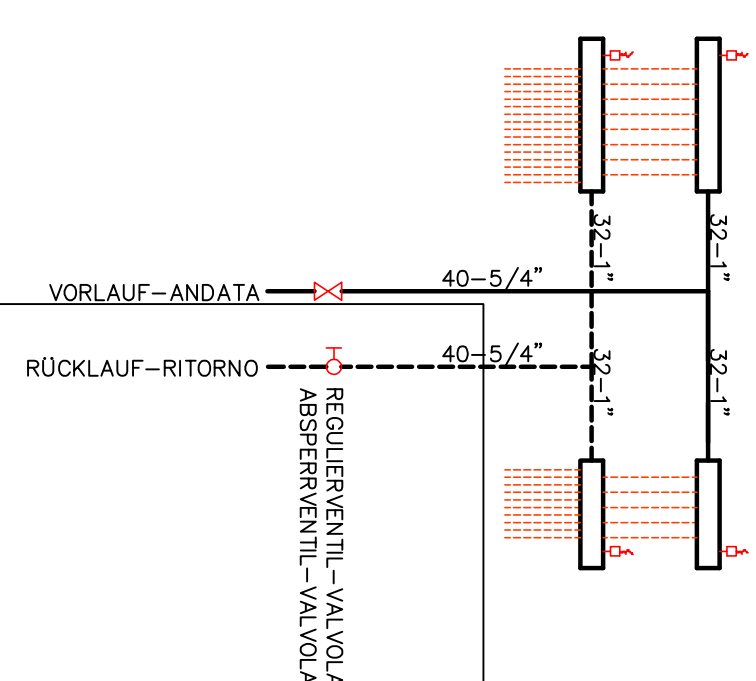 32-1"
32-1"
40-5/4"
VORLAUF-ANDATA
40-5/4"
RÜCKLAUF-RITORNO
32-1"
32-1"
REGULIERVENTIL-VALVOLA
ABSPERRVENTIL-VALVOLA